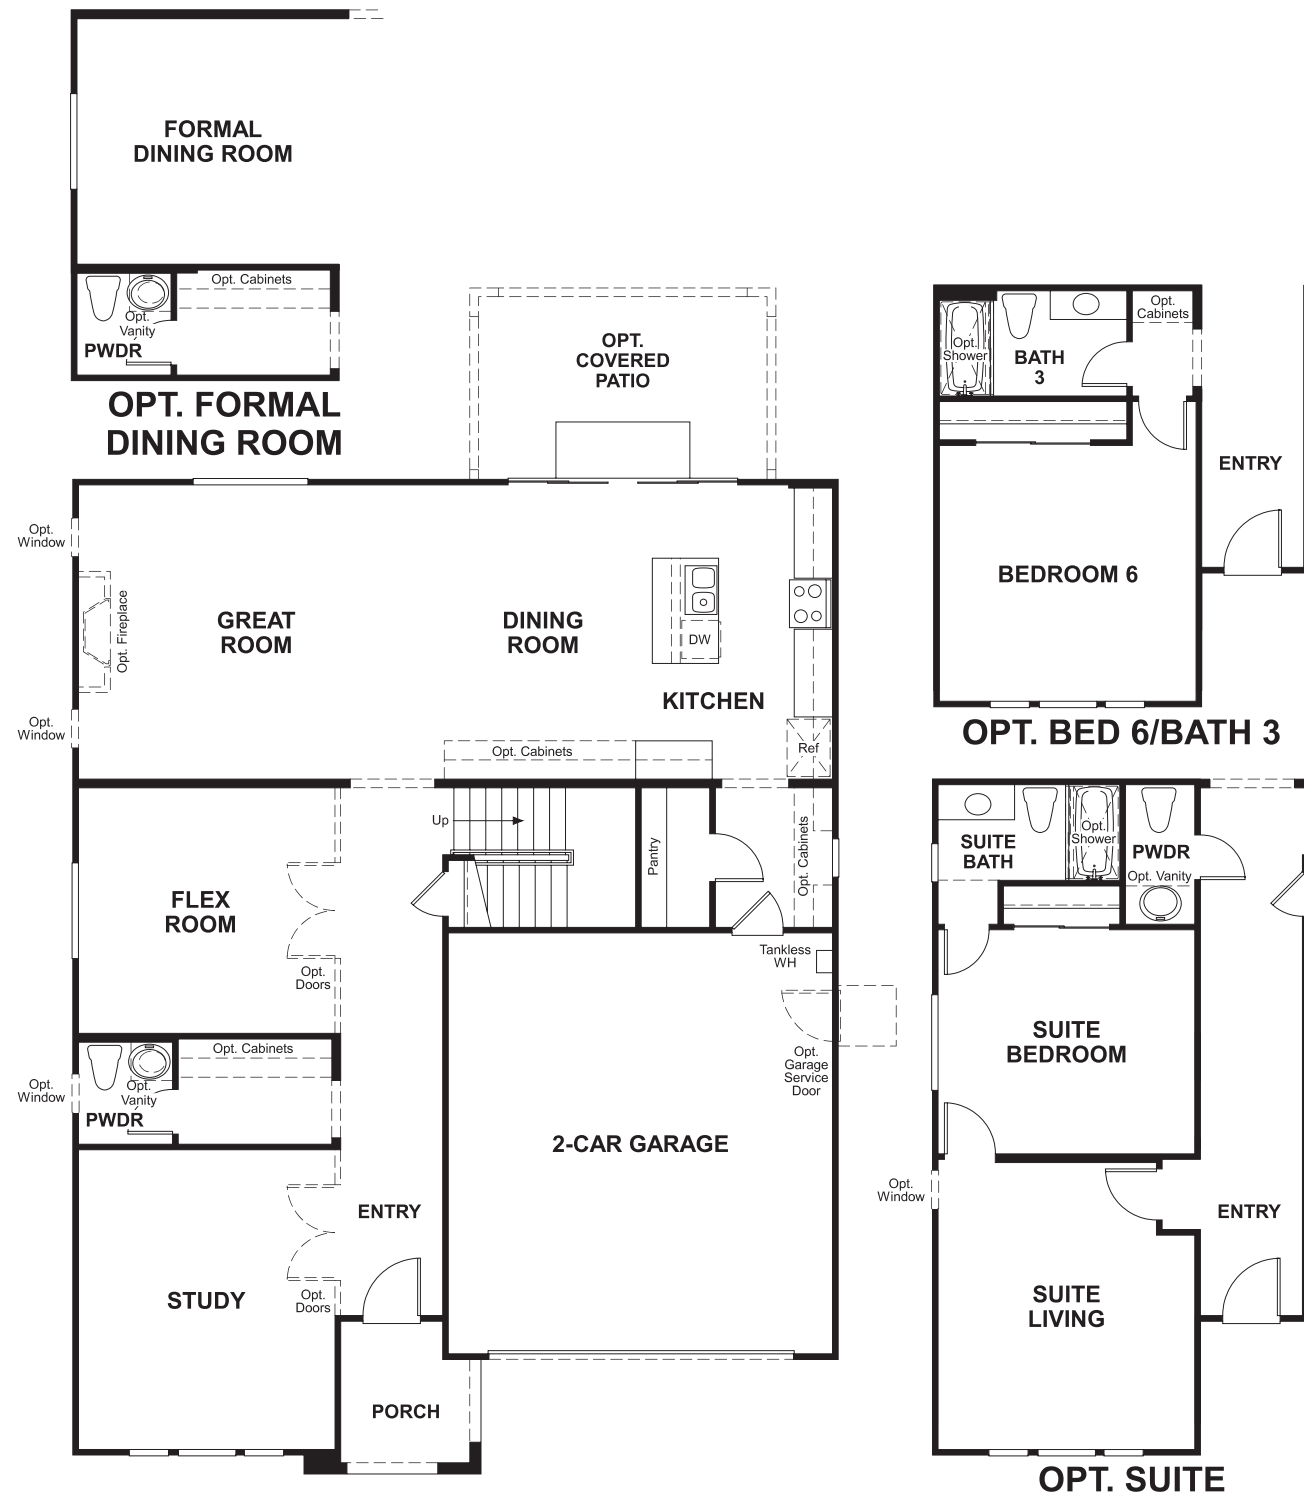 FORMAL
DINING ROOM
Opt. Cabinets
Opt.
Vanity
PWDR
OPT. FORMAL
DINING ROOM
OPT.
COVERED
PATIO
Opt.
Window
Opt. Fireplace
GREAT
ROOM
DINING
ROOM
DW
KITCHEN
Opt.
Window
Opt. Cabinets
Ref
Up
Pantry
Opt. Cabinets
FLEX
ROOM
Opt.
Doors
Tankless
WH
Opt.
Garage
Service
Door
Opt. Cabinets
Opt.
Window
Opt.
Vanity
PWDR
2-CAR GARAGE
ENTRY
STUDY
Opt.
Doors
PORCH
Opt.
Cabinets
Opt.
Shower
BATH
3
ENTRY
BEDROOM 6
OPT. BED 6/BATH 3
SUITE
BATH
Opt.
Shower
PWDR
Opt. Vanity
SUITE
BEDROOM
Opt.
Window
ENTRY
SUITE
LIVING
OPT. SUITE